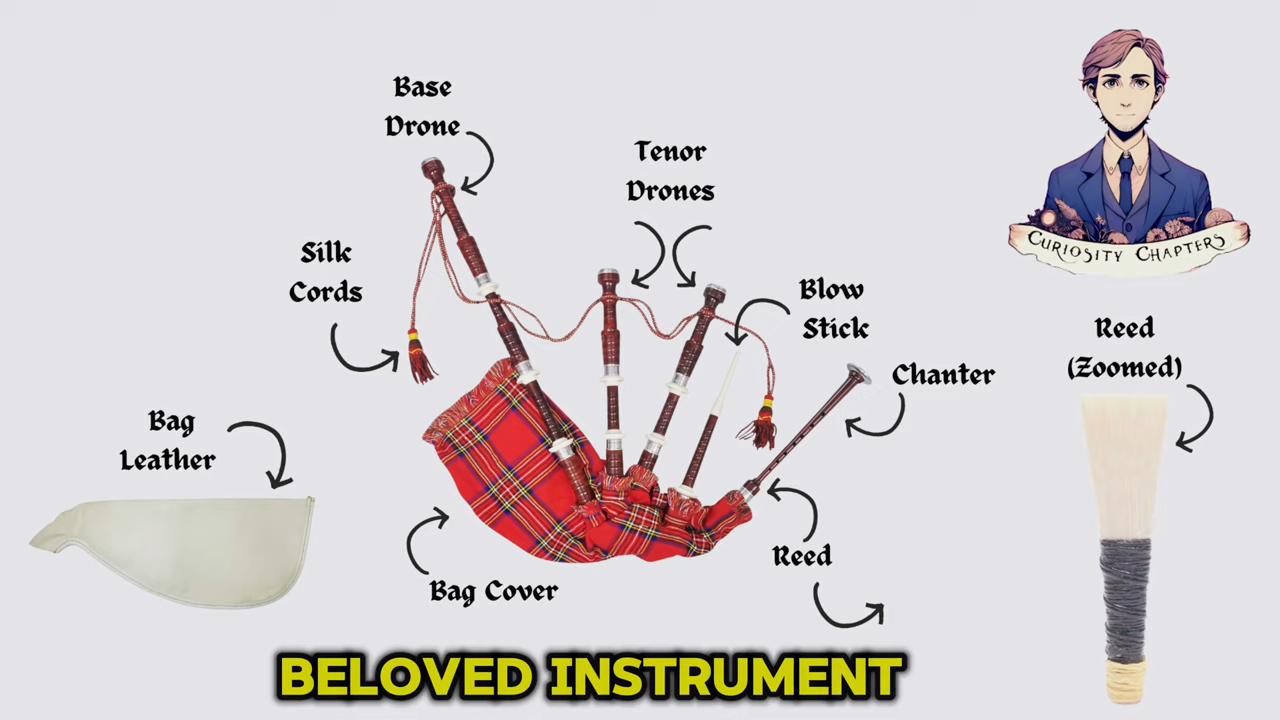 Base
Drone
Tenor
Drones
CURIOSITY CHAPTERS
Silk
Cords
Blow
Stick
Reed
(Zoomed)
Chanter
Bag
Leather
Reed
Bag Cover
BELOVED INSTRUMENT